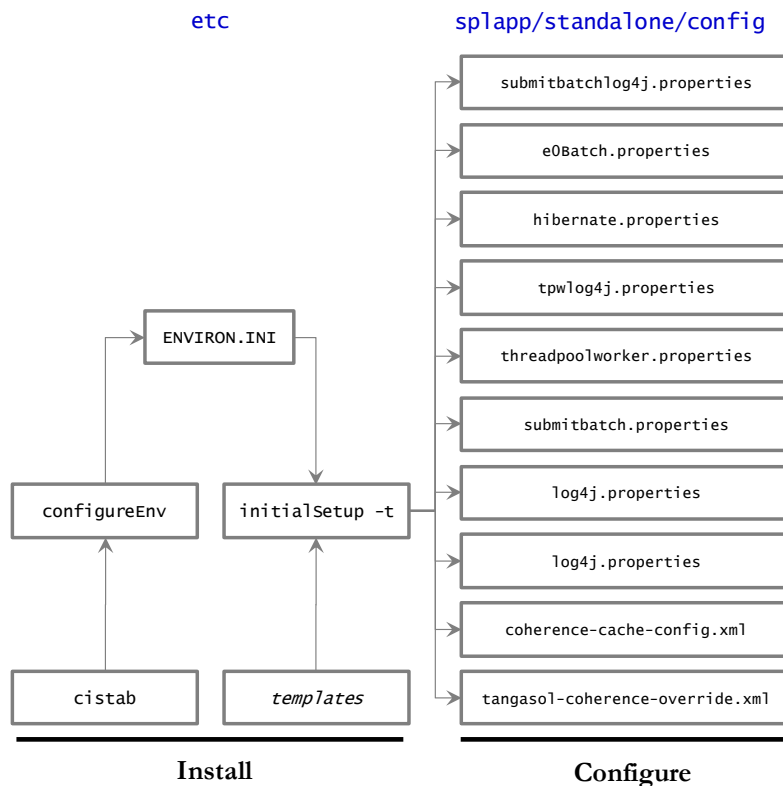 etc
splapp/standalone/config
submitbatchlog4j.properties
e0Batch.properties
hibernate.properties
tpwlog4j.properties
ENVIRON.INI
threadpoolworker.properties
submitbatch.properties
configureEnv
initialSetup –t
log4j.properties
log4j.properties
coherence-cache-config.xml
cistab
templates
tangasol-coherence-override.xml
Install
Configure